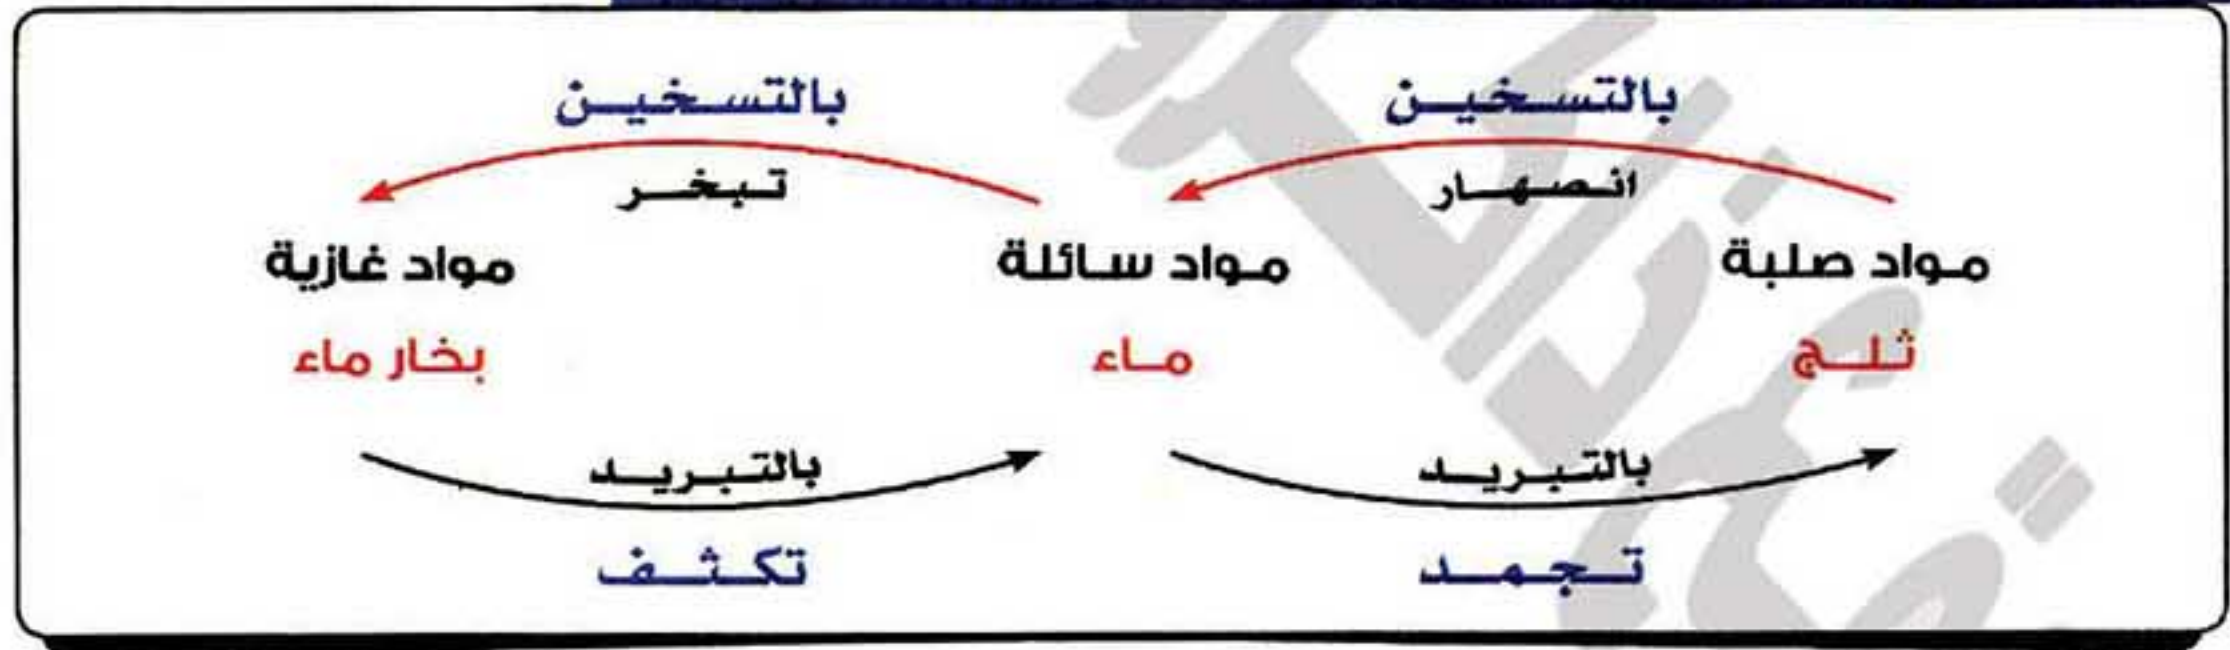 بالتسخين بالتسخين
انصهار تبخر
مواد صلبة مواد سائلة مواد غازية
ثلج ماء بخار ماء
بالتبريد بالتبريد
تجمد تكثف